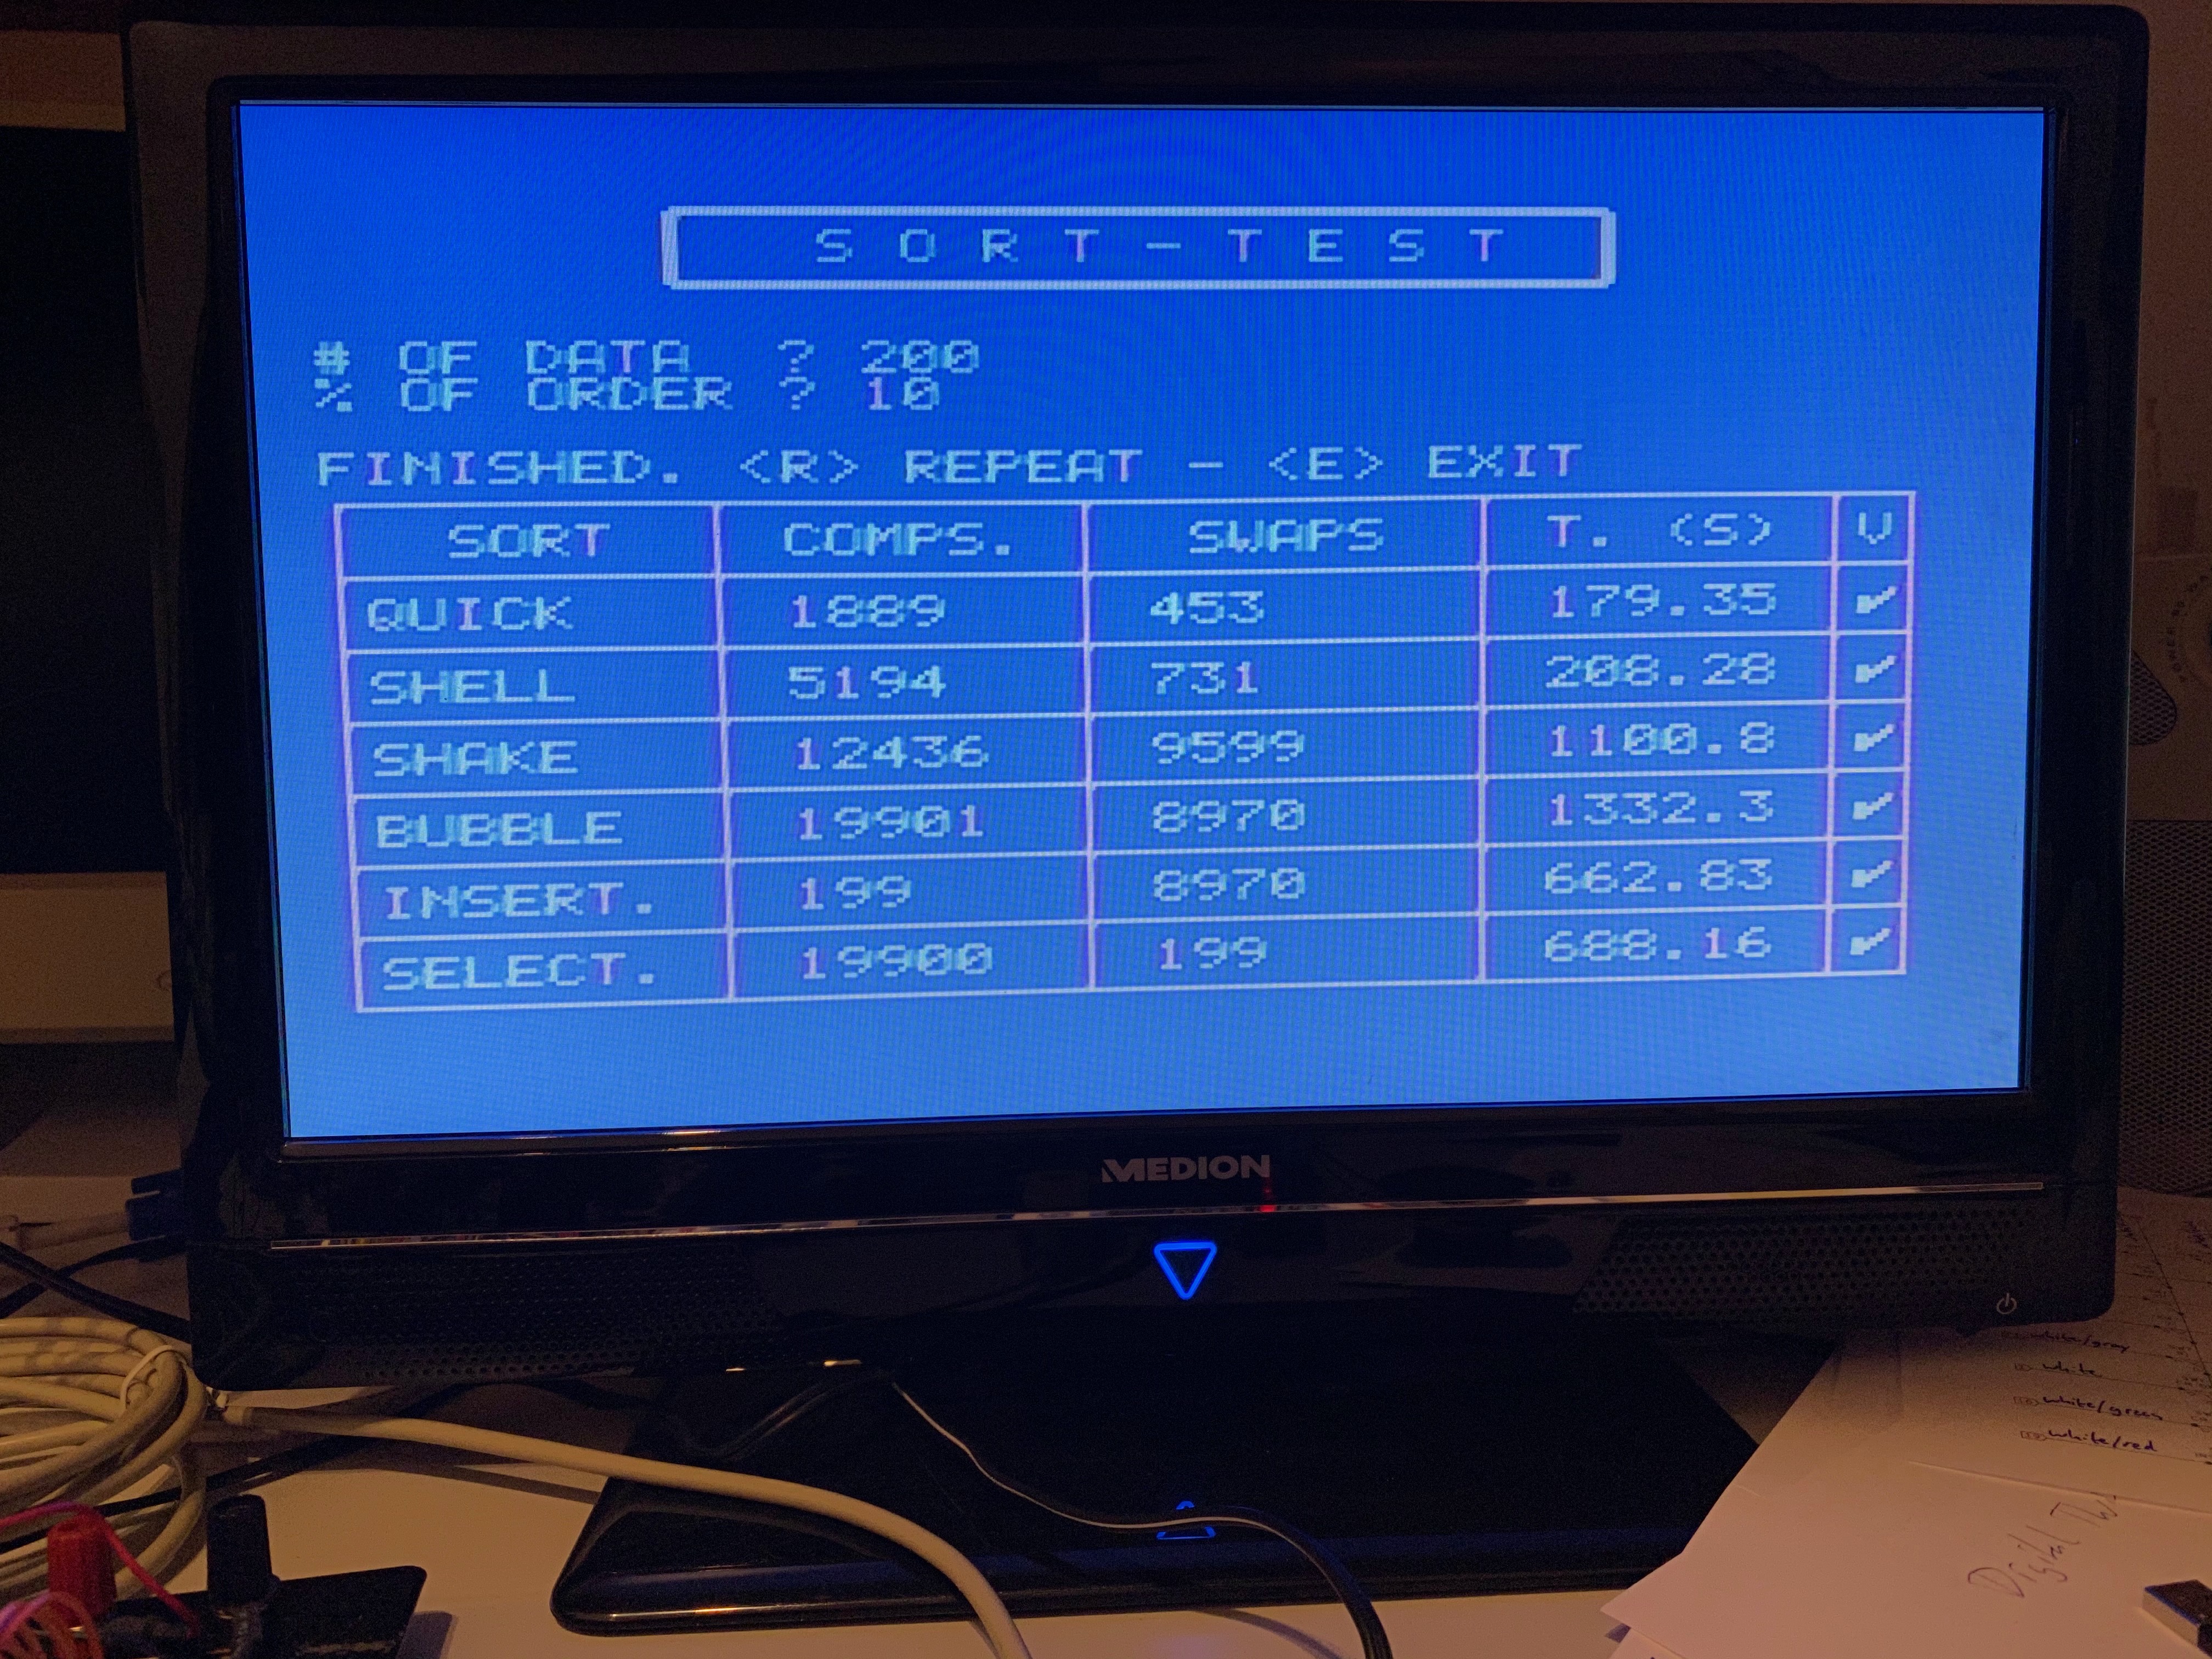 S O R T - T E S T
# OF DATA ? 200
% OF ORDER ? 10
FINISHED. <R> REPEAT - <E> EXIT
SORT COMPS. SWAPS T. (S) V
QUICK 1889 453 179.35 ✔
SHELL 5194 731 208.28 ✔
SHAKE 12436 9599 1100.8 ✔
BUBBLE 19901 8970 1332.3 ✔
INSERT. 199 8970 662.83 ✔
SELECT. 19900 199 688.16 ✔
MEDION
white/gray
white
white/green
white/red
Digital